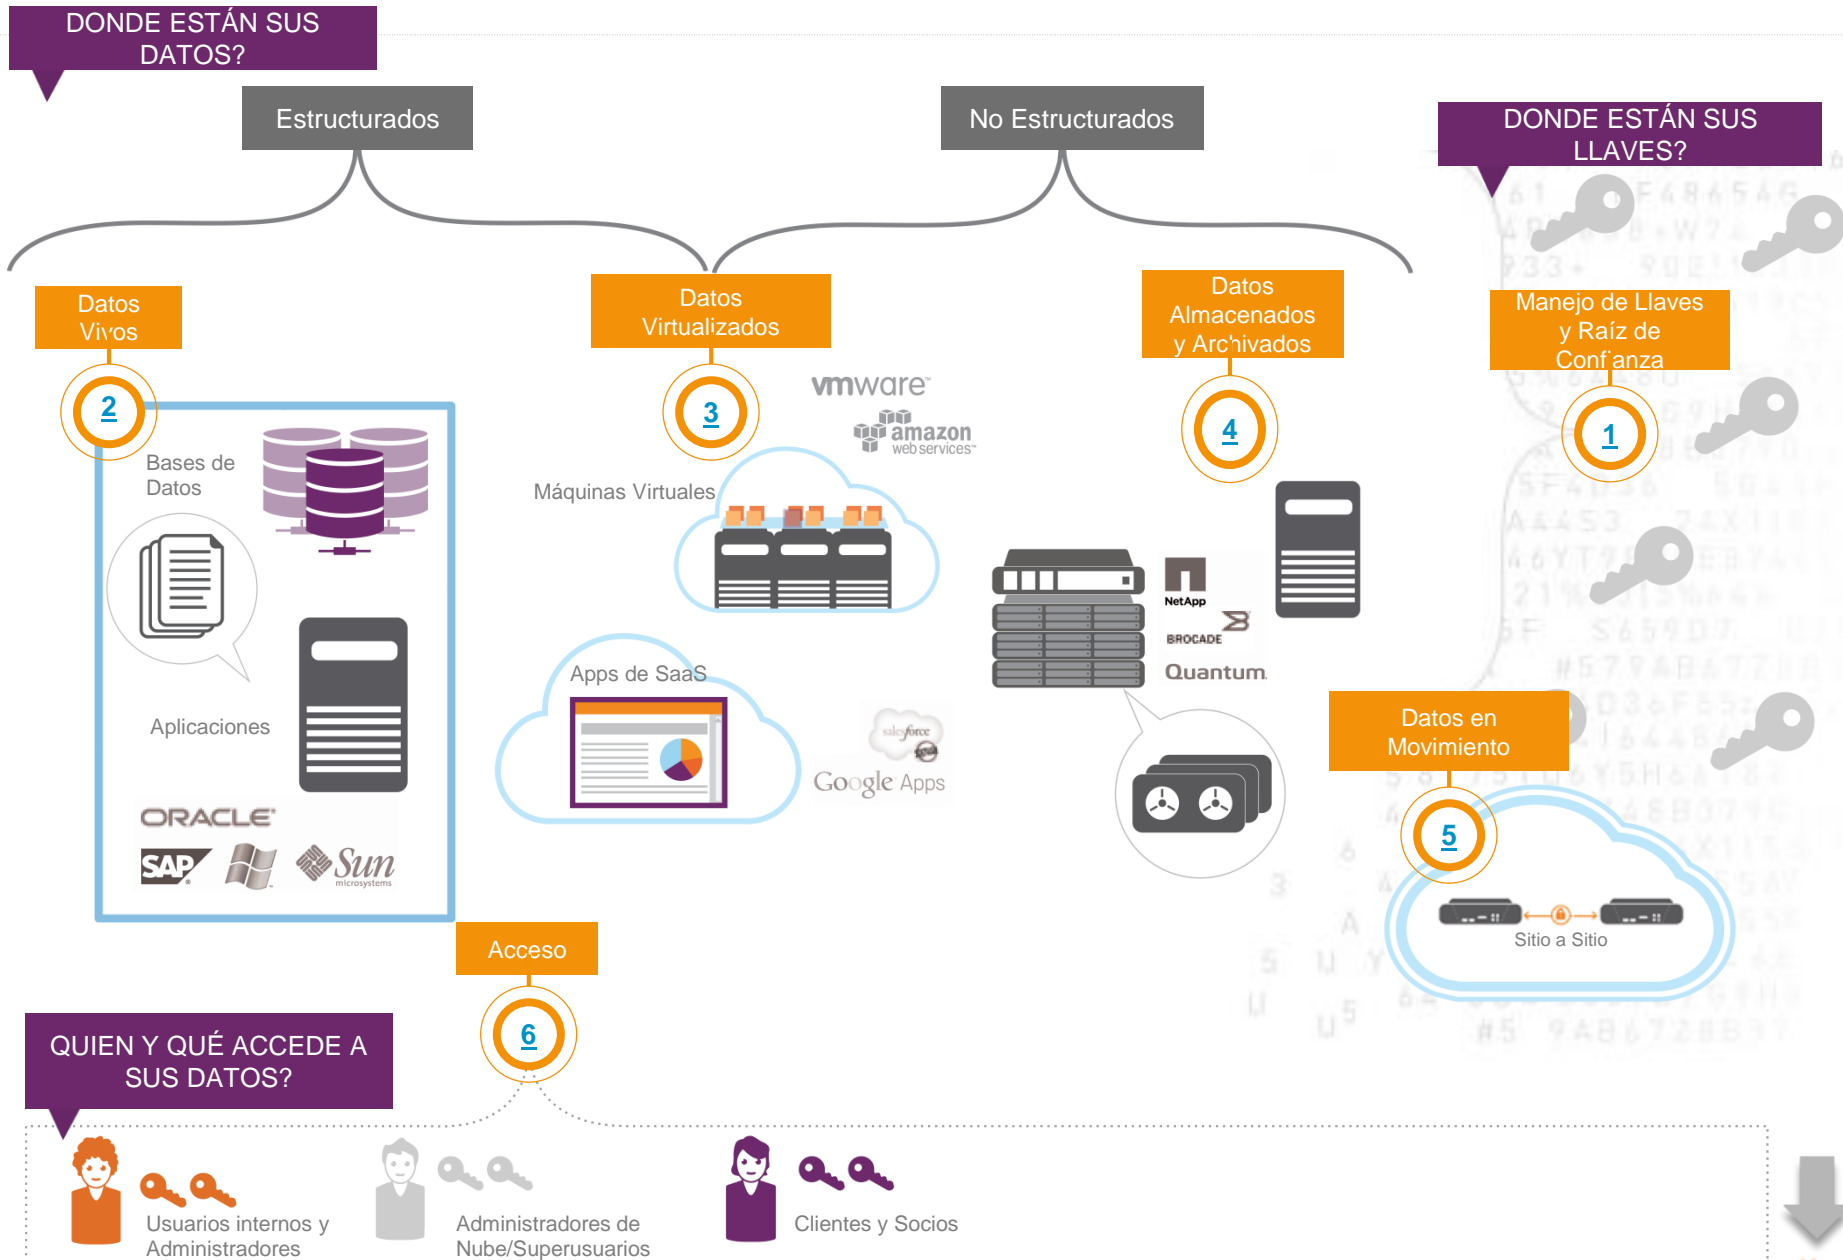 DONDE ESTÁN SUS
DATOS?
Estructurados
No Estructurados
DONDE ESTÁN SUS
LLAVES?
Datos
Vivos
Datos
Virtualizados
Datos
Almacenados
y Archivados
Manejo de Llaves
y Raíz de
Confianza
2
3
4
1
vmware™
amazon
web services™
Bases de
Datos
Máquinas Virtuales
NetApp
BROCADE
Quantum
Apps de SaaS
Aplicaciones
salesforce
Google Apps
Datos en
Movimiento
5
ORACLE
SAP
Sun
microsystems
Sitio a Sitio
Acceso
6
QUIEN Y QUÉ ACCEDE A
SUS DATOS?
Usuarios internos y
Administradores
Administradores de
Nube/Superusuarios
Clientes y Socios